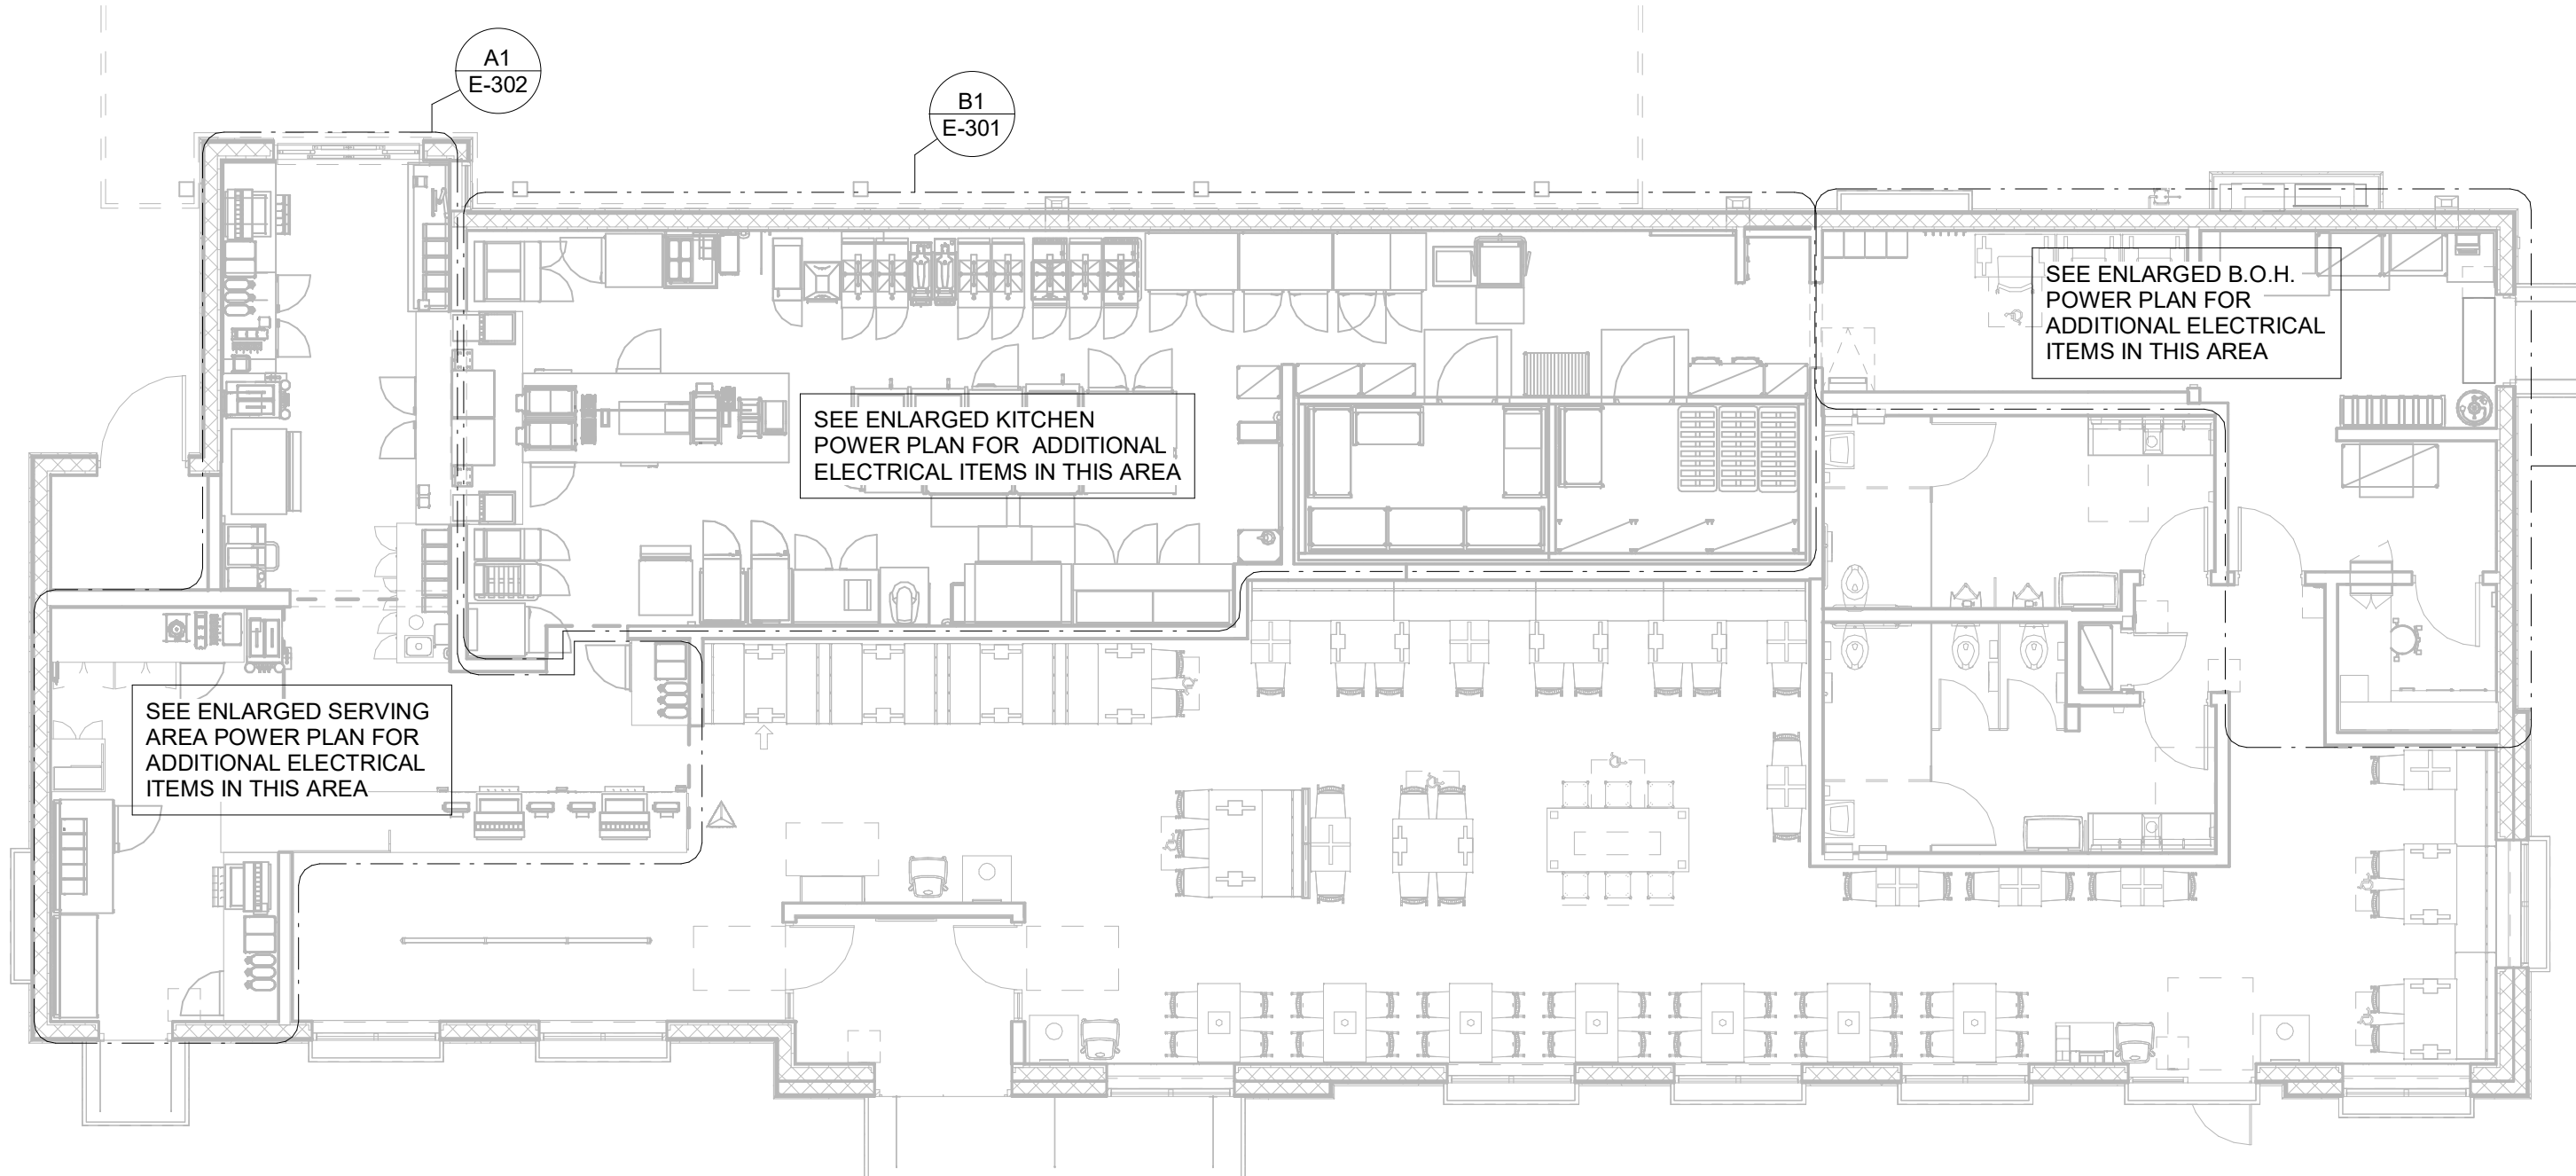 A1
E-302
B1
E-301
SEE ENLARGED B.O.H.
POWER PLAN FOR
ADDITIONAL ELECTRICAL
ITEMS IN THIS AREA
SEE ENLARGED KITCHEN
POWER PLAN FOR ADDITIONAL
ELECTRICAL ITEMS IN THIS AREA
SEE ENLARGED SERVING
AREA POWER PLAN FOR
ADDITIONAL ELECTRICAL
ITEMS IN THIS AREA